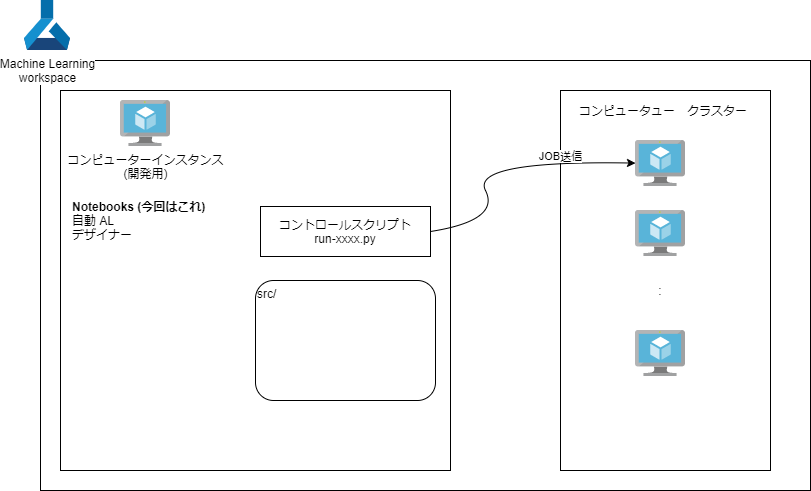 Machine Learning
workspace
コンピューターインスタンス
(開発用)
Notebooks (今回はこれ)
自動 AL
デザイナー
コントロールスクリプト
run-xxxx.py
src/
JOB送信
コンピュータュー　クラスター
: